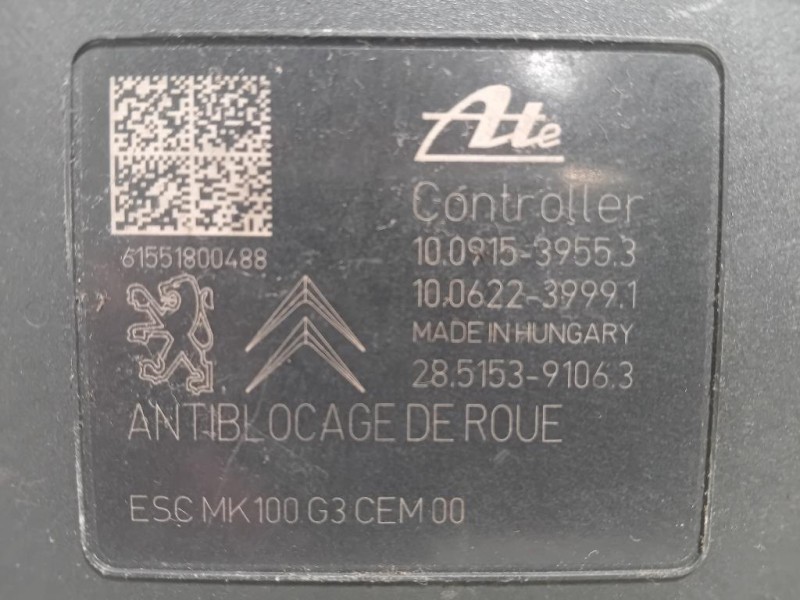 Ate
Controller
10.0915-3955.3
61551800488
10.0622-3999.1
MADE IN HUNGARY
28.5153-9106.3
ANTIBLOCAGE DE ROUE
ESC MK100 G3 CEM 00